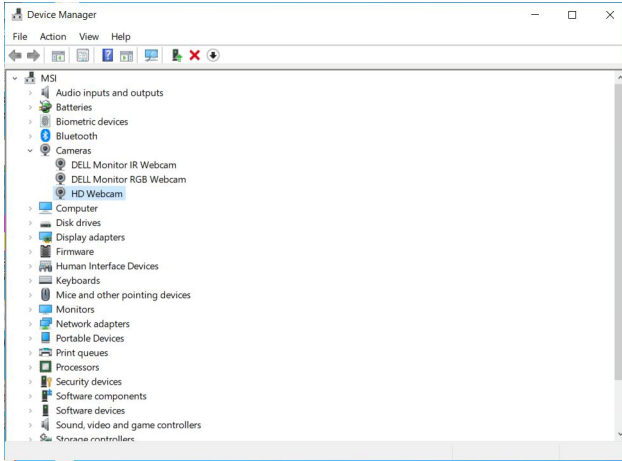 Device Manager
File Action View Help
MSI
Audio inputs and outputs
Batteries
Biometric devices
Bluetooth
Cameras
DELL Monitor IR Webcam
DELL Monitor RGB Webcam
HD Webcam
Computer
Disk drives
Display adapters
Firmware
Human Interface Devices
Keyboards
Mice and other pointing devices
Monitors
Network adapters
Portable Devices
Print queues
Processors
Security devices
Software components
Software devices
Sound, video and game controllers
Storage controllers